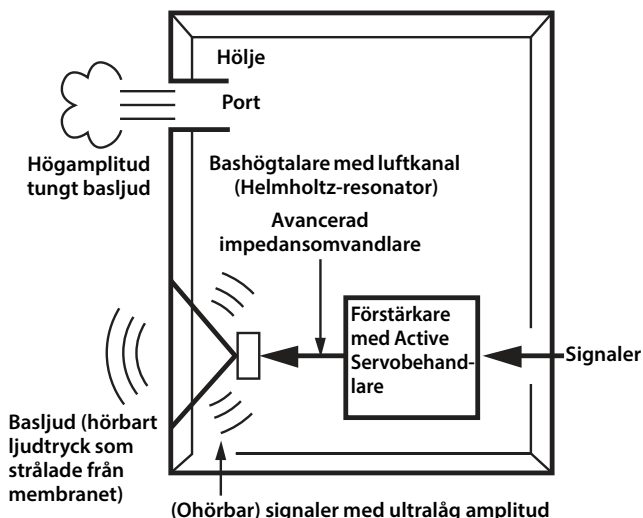 Hölje
Port
Högamplitud
tungt basljud
Bashögtalare med luftkanal
(Helmholtz-resonator)
Avancerad
impedansomvandlare
Förstärkare
med Active
Servobehand-
lare
Signaler
Basljud (hörbart
ljudtryck som
strålade från
membranet)
(Ohörbar) signaler med ultralåg amplitud